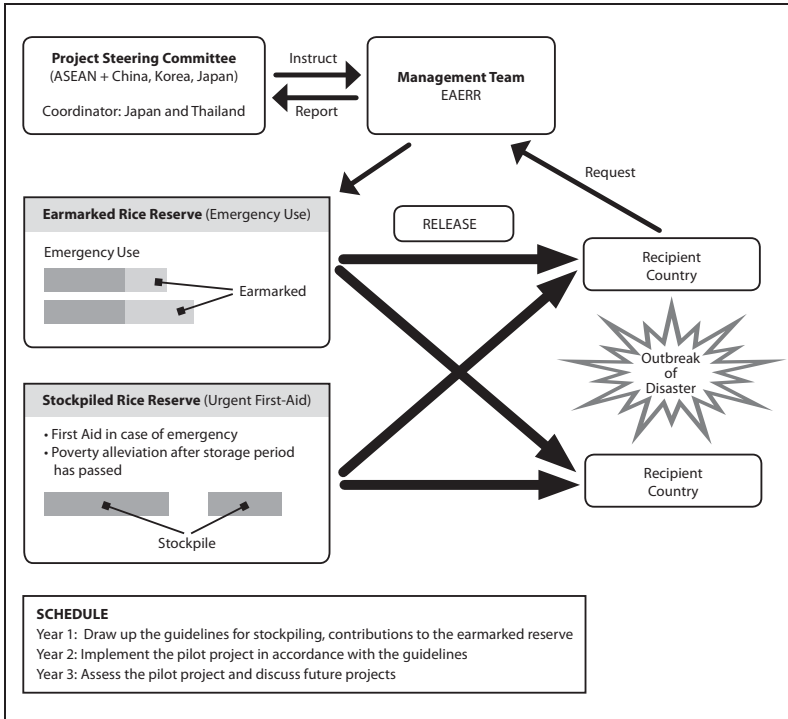 Project Steering Committee
(ASEAN + China, Korea, Japan)
Coordinator: Japan and Thailand
Instruct
Report
Management Team
EAERR
Request
Earmarked Rice Reserve (Emergency Use)
Emergency Use
Earmarked
RELEASE
Recipient
Country
Outbreak
of
Disaster
Stockpiled Rice Reserve (Urgent First-Aid)
• First Aid in case of emergency
• Poverty alleviation after storage period
has passed
Stockpile
Recipient
Country
SCHEDULE
Year 1: Draw up the guidelines for stockpiling, contributions to the earmarked reserve
Year 2: Implement the pilot project in accordance with the guidelines
Year 3: Assess the pilot project and discuss future projects